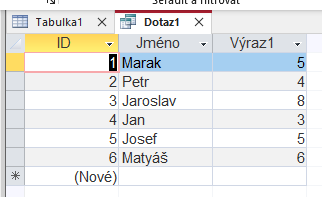 Seřadit a filtrovat
Tabulka1 Dotaz1
ID Jméno Výraz1
1 Marak 5
2 Petr 4
3 Jaroslav 8
4 Jan 3
5 Josef 5
6 Matyáš 6
* (Nové)